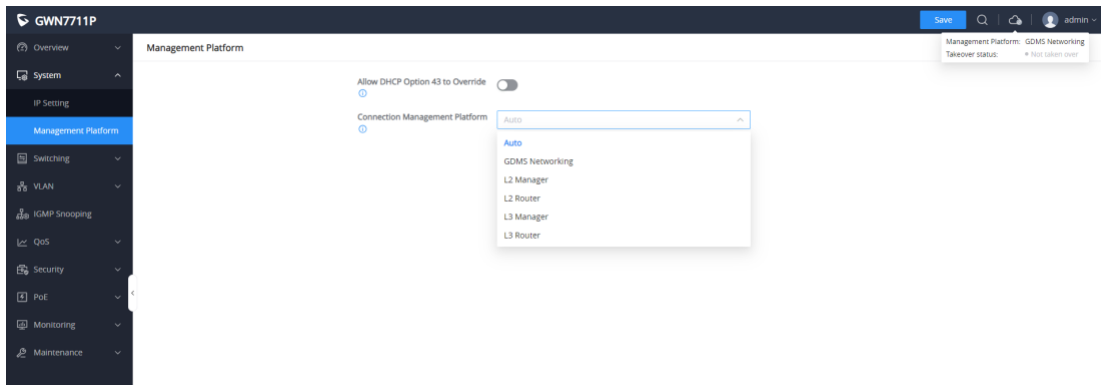 GWN7711P
Save
admin
Overview
Management Platform
Management Platform: GDMS Networking
Takeover status: Not taken over
System
Allow DHCP Option 43 to Override
IP Setting
Connection Management Platform
Auto
Management Platform
Auto
GDMS Networking
Switching
L2 Manager
VLAN
L2 Router
IGMP Snooping
L3 Manager
L3 Router
QoS
Security
PoE
Monitoring
Maintenance